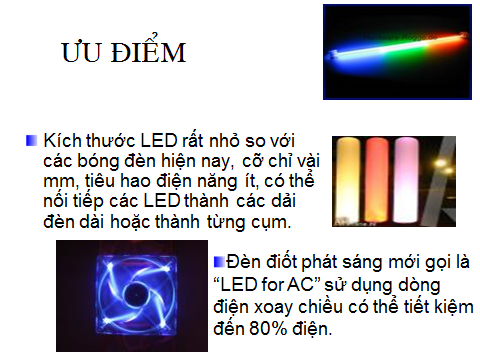 ƯU ĐIỂM
Kích thước LED rất nhỏ so với
các bóng đèn hiện nay, cỡ chỉ vài
mm, tiêu hao điện năng ít, có thể
nối tiếp các LED thành các dải
đèn dài hoặc thành từng cụm.
Đèn điốt phát sáng mới gọi là
“LED for AC” sử dụng dòng
điện xoay chiều có thể tiết kiệm
đến 80% điện.